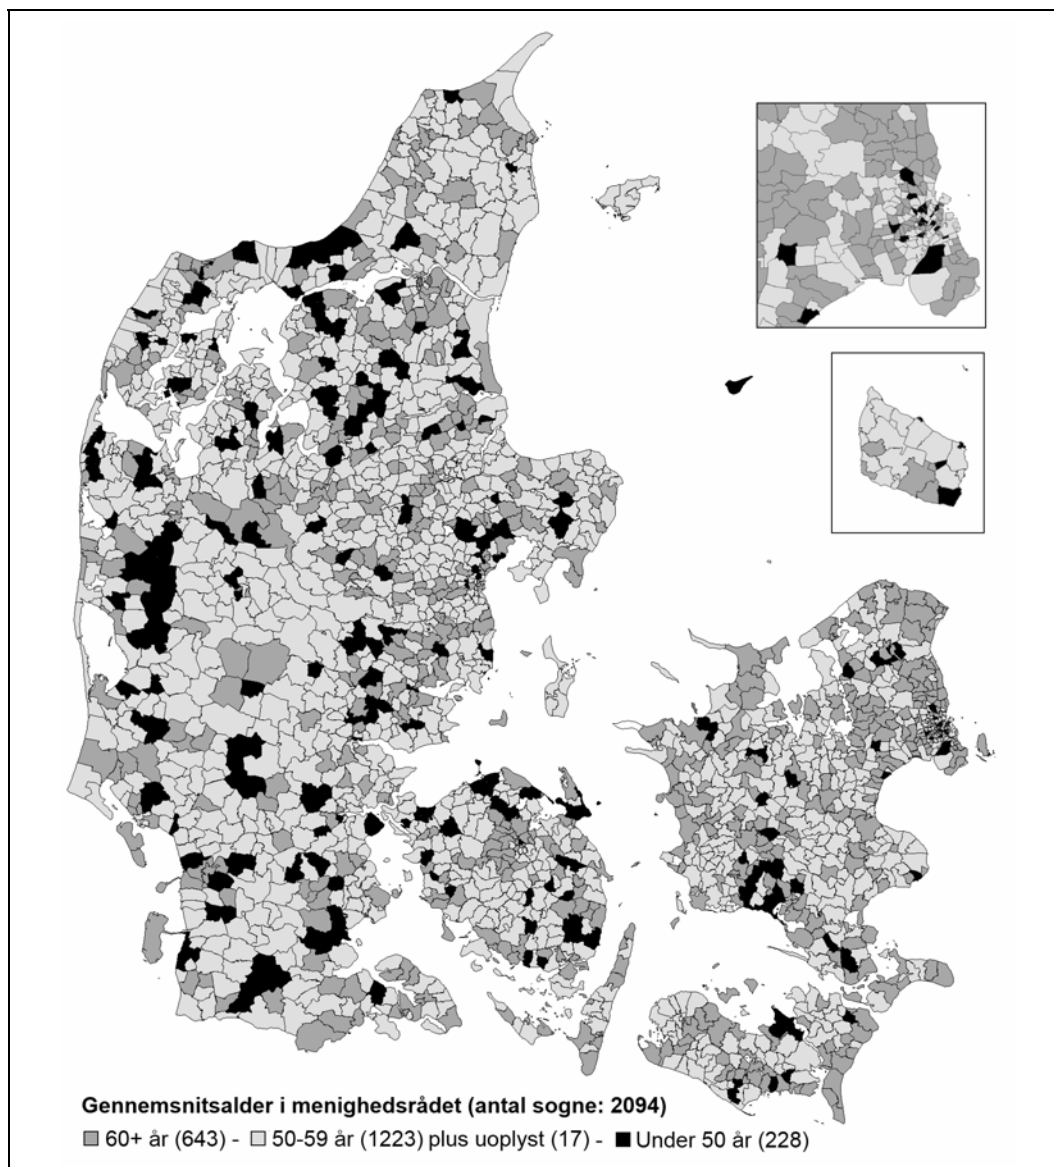 Gennemsnitsalder i menighedsrådet (antal sogne: 2094)
60+ år (643) - 50-59 år (1223) plus uoplyst (17) - Under 50 år (228)